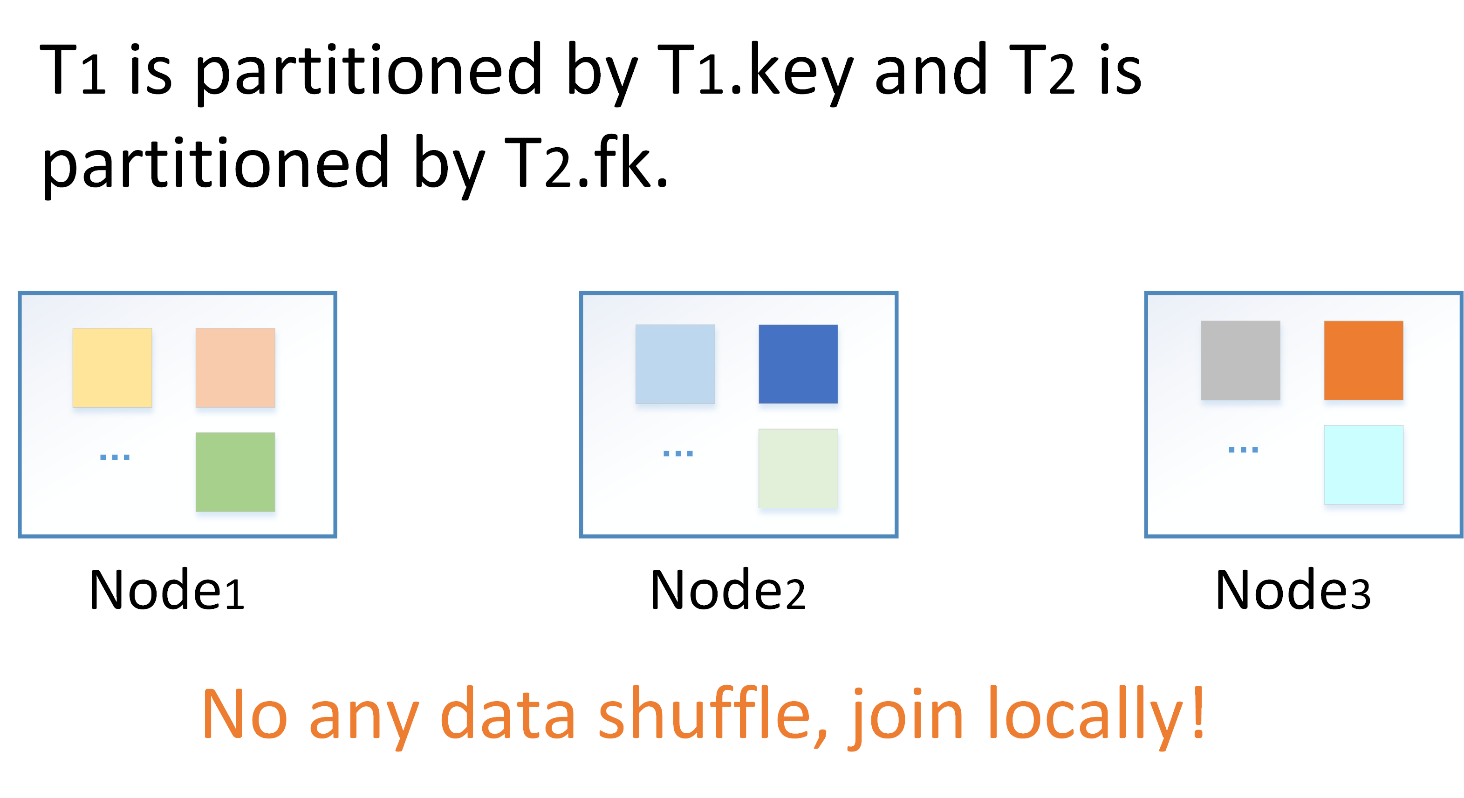 T1 is partitioned by T1.key and T2 is
partitioned by T2.fk.
... ... ...
Node1 Node2 Node3
No any data shuffle, join locally!